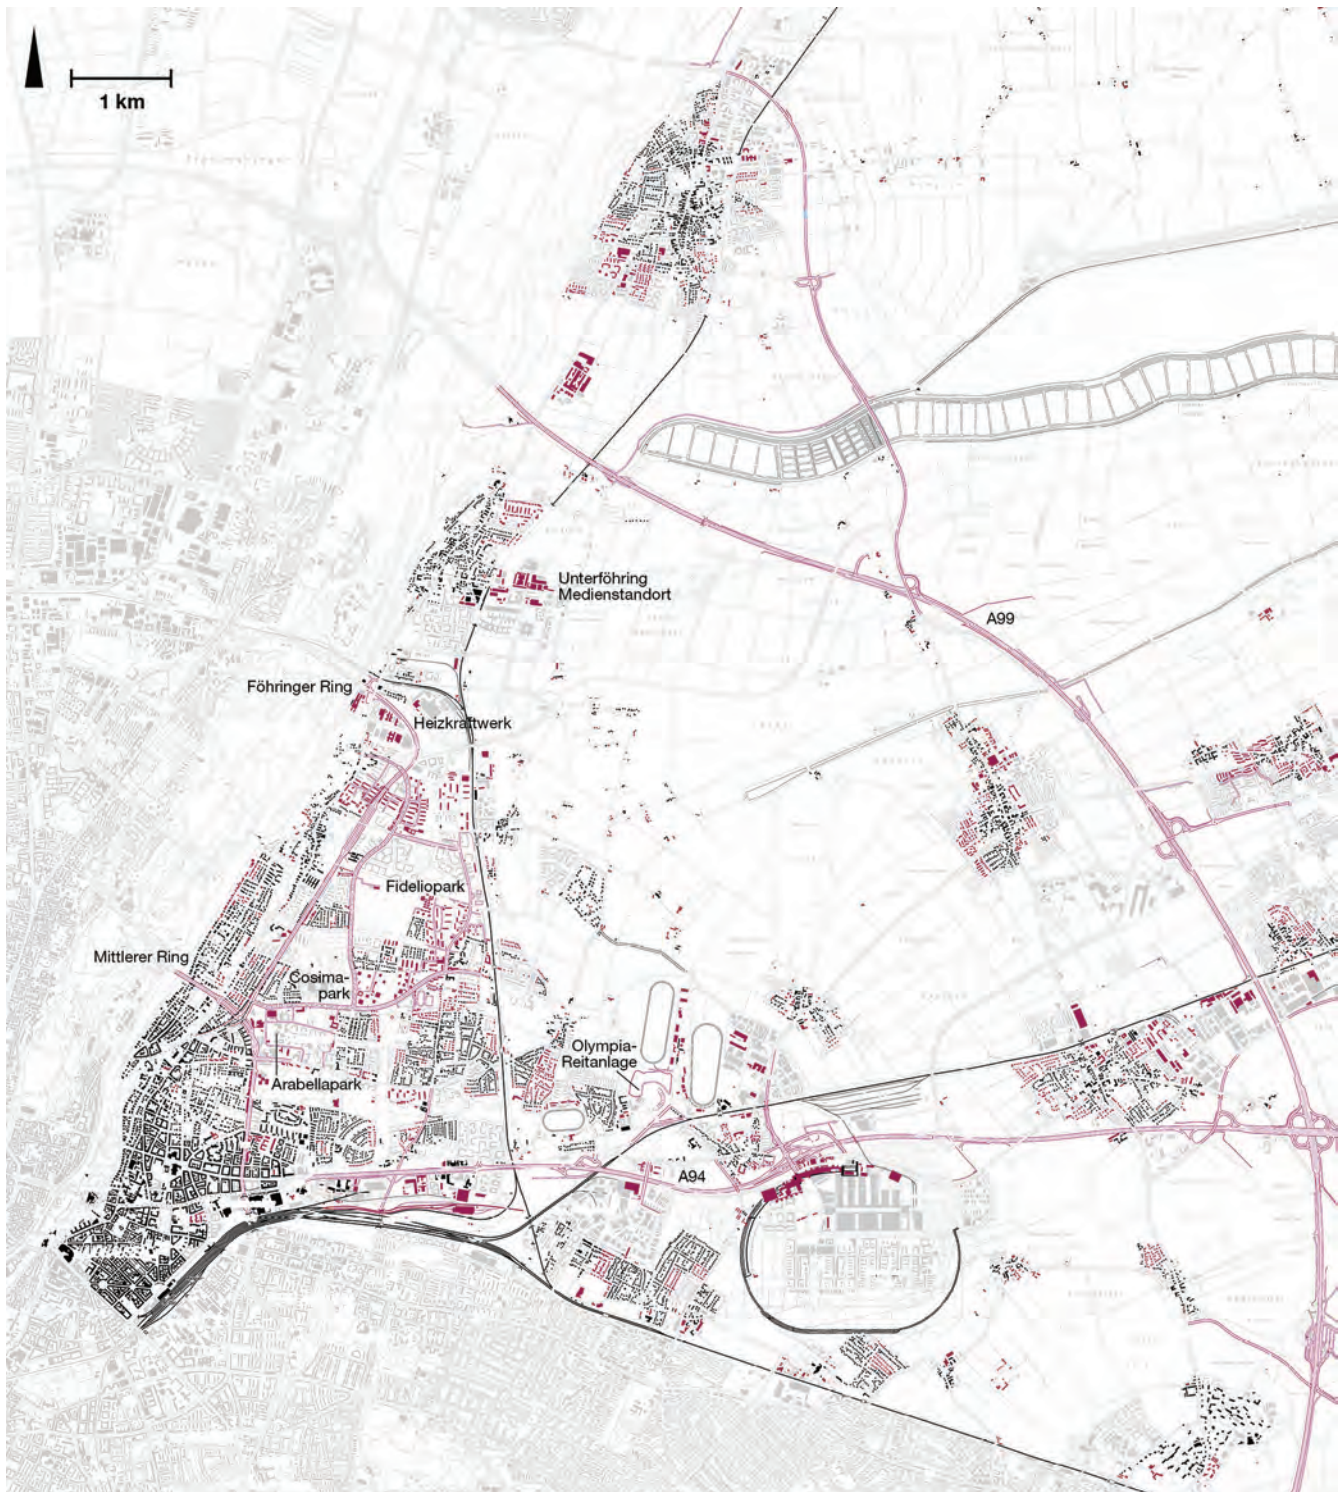 1 km
Unterföhring
Medienstandort
A99
Föhringer Ring
Heizkraftwerk
Fideliopark
Mittlerer Ring
Cosima-
park
Olympia-
Reitanlage
Arabellapark
A94